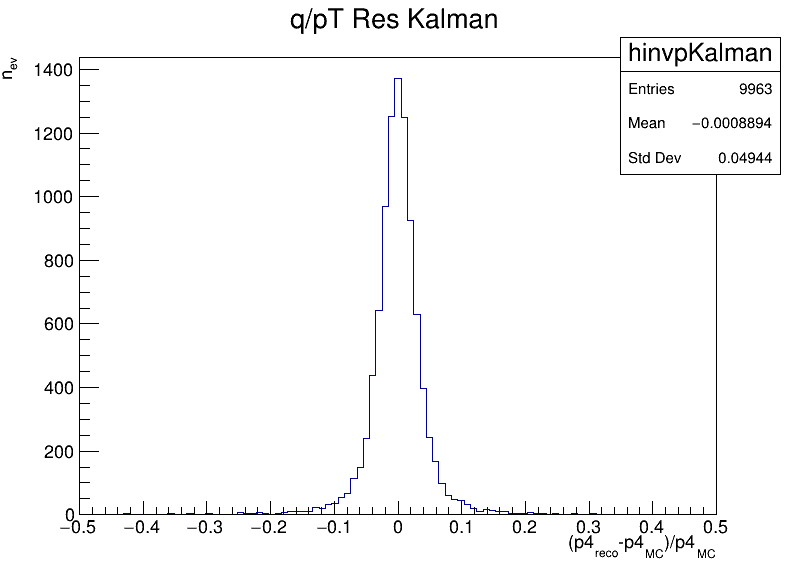 q/pT Res Kalman
hinvpKalman
Entries 9963
Mean −0.0008894
Std Dev 0.04944
n_ev
1400
1200
1000
800
600
400
200
0
−0.5 −0.4 −0.3 −0.2 −0.1 0 0.1 0.2 0.3 0.4 0.5
(p4_reco-p4_MC)/p4_MC